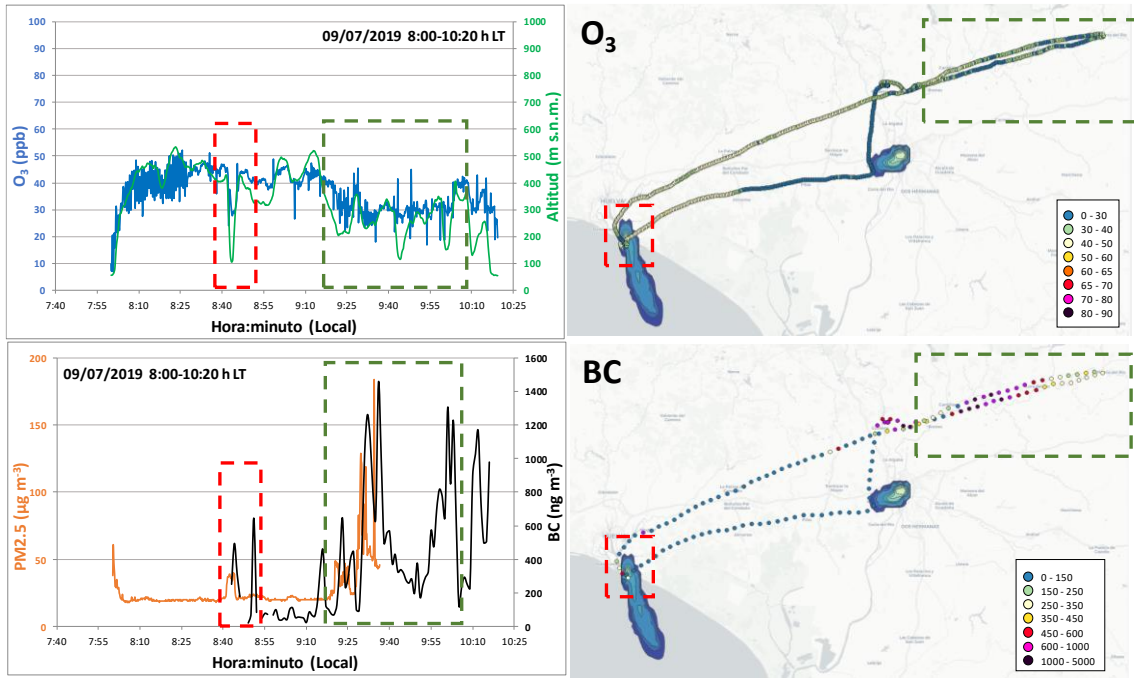 09/07/2019 8:00-10:20 h LT
O3 (ppb)
100
90
80
70
60
50
40
30
20
10
0
Altitud (m s.n.m.)
1000
900
800
700
600
500
400
300
200
100
0
7:40 7:55 8:10 8:25 8:40 8:55 9:10 9:25 9:40 9:55 10:10 10:25
Hora:minuto (Local)
O3
0 - 30
30 - 40
40 - 50
50 - 60
60 - 65
65 - 70
70 - 80
80 - 90
09/07/2019 8:00-10:20 h LT
PM2.5 (µg m-3)
200
150
100
50
0
BC (ng m-3)
1600
1400
1200
1000
800
600
400
200
0
7:40 7:55 8:10 8:25 8:40 8:55 9:10 9:25 9:40 9:55 10:10 10:25
Hora:minuto (Local)
BC
0 - 150
150 - 250
250 - 350
350 - 450
450 - 600
600 - 1000
1000 - 5000